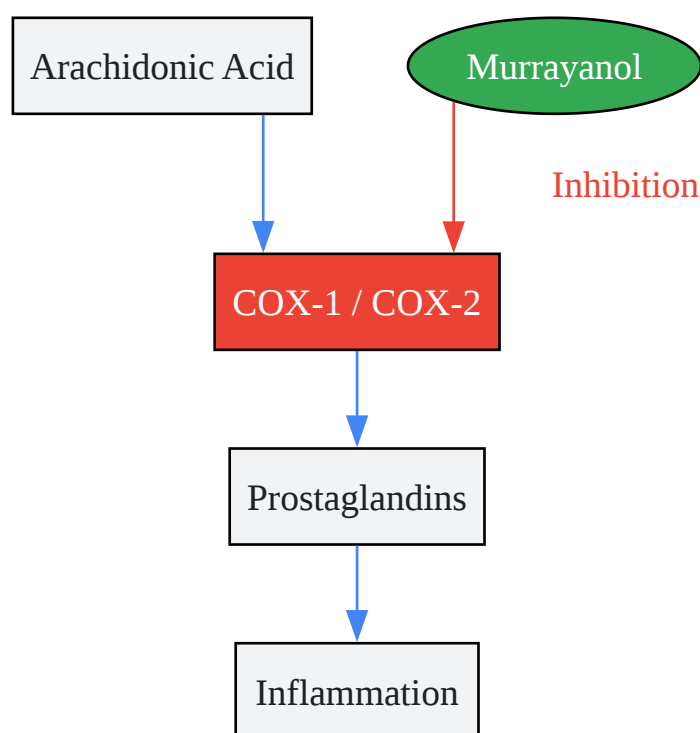 Arachidonic Acid
Murrayanol
Inhibition
COX-1 / COX-2
Prostaglandins
Inflammation